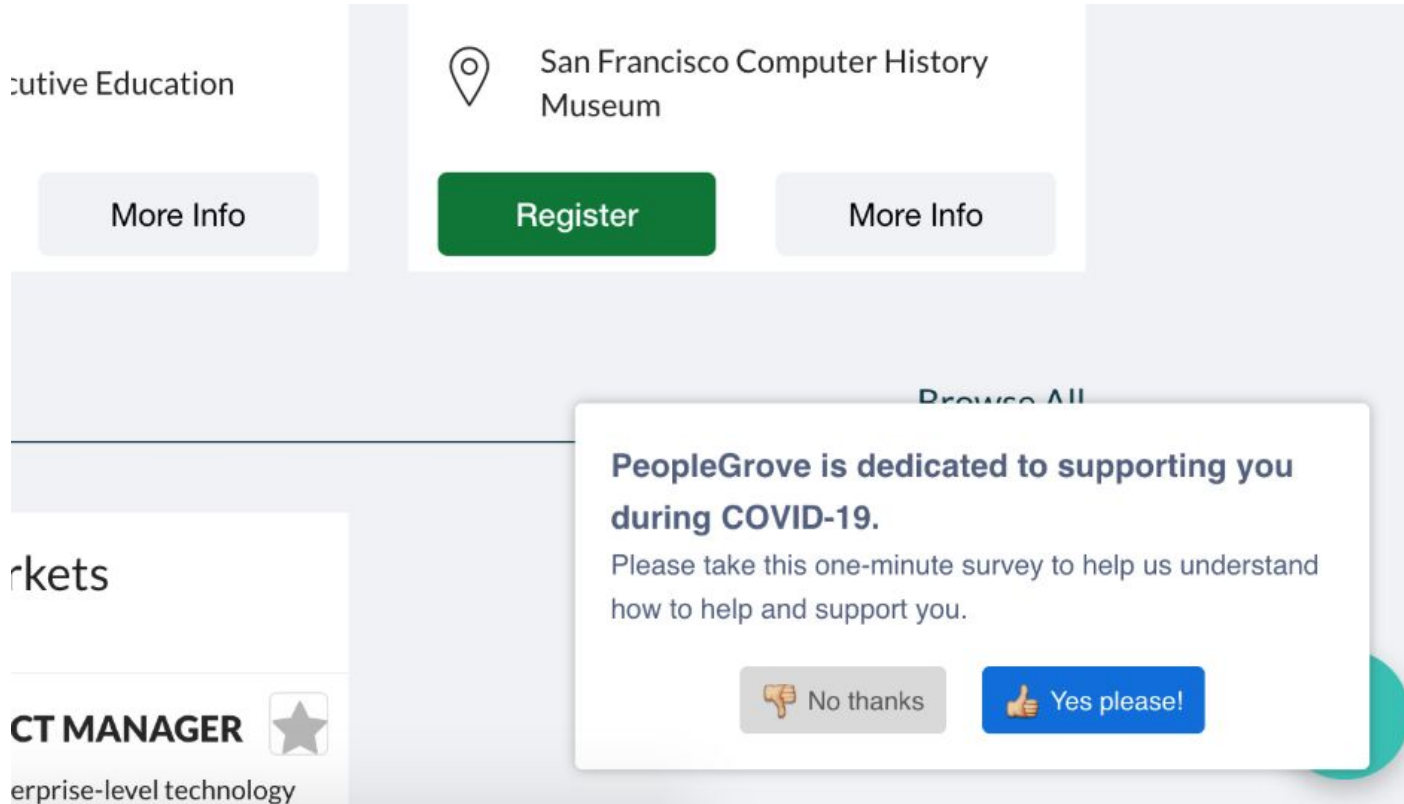 San Francisco Computer History
cutive Education
Museum
More Info
Register
More Info
Browse All
PeopleGrove is dedicated to supporting you
during COVID-19.
Please take this one-minute survey to help us understand
how to help and support you.
rkets
No thanks
Yes please!
CT MANAGER
erprise-level technology